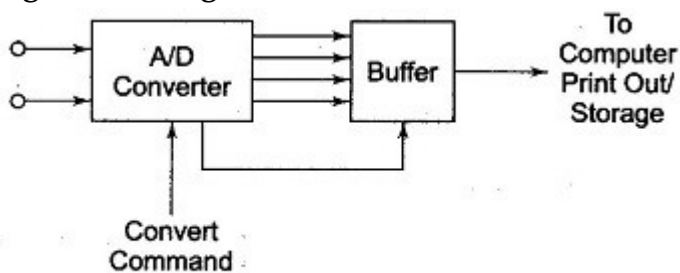 A/D
Converter
Buffer
To
Computer
Print Out/
Storage
Convert
Command